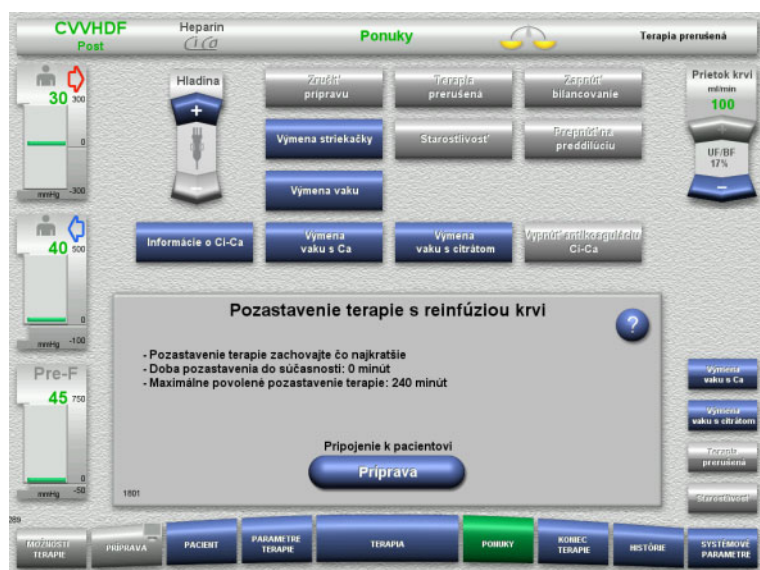 CVVHDF
Post
Heparin
Ci Ca
Ponuky
Terapia prerušená
30
300
0
mmHg
-300
Hladina
+
Zrušiť
prípravu
Terapia
prerušená
Zapnúť
bilancovanie
Prietok krvi
ml/min
100
+
UF/BF
17%
Výmena striekačky
Starostlivosť
Prepnúť na
predilúciu
Výmena vaku
40
500
0
mmHg
-100
Informácie o Ci-Ca
Výmena
vaku s Ca
Výmena
vaku s citrátom
Vypnúť antikoaguláciu
Ci-Ca
Pozastavenie terapie s reinfúziou krvi
?
- Pozastavenie terapie zachovajte čo najkratšie
- Doba pozastavenia do súčasnosti: 0 minút
- Maximálne povolené pozastavenie terapie: 240 minút
Pripojenie k pacientovi
Príprava
1801
Pre-F
45
750
0
mmHg
-50
Výmena
vaku s Ca
Výmena
vaku s citrátom
Terapia
prerušená
Starostlivosť
MOŽNOSTI
TERAPIE
PRÍPRAVA
PACIENT
PARAMETRE
TERAPIE
TERAPIA
PONUKY
KONIEC
TERAPIE
HISTÓRIE
SYSTÉMOVÉ
PARAMETRE